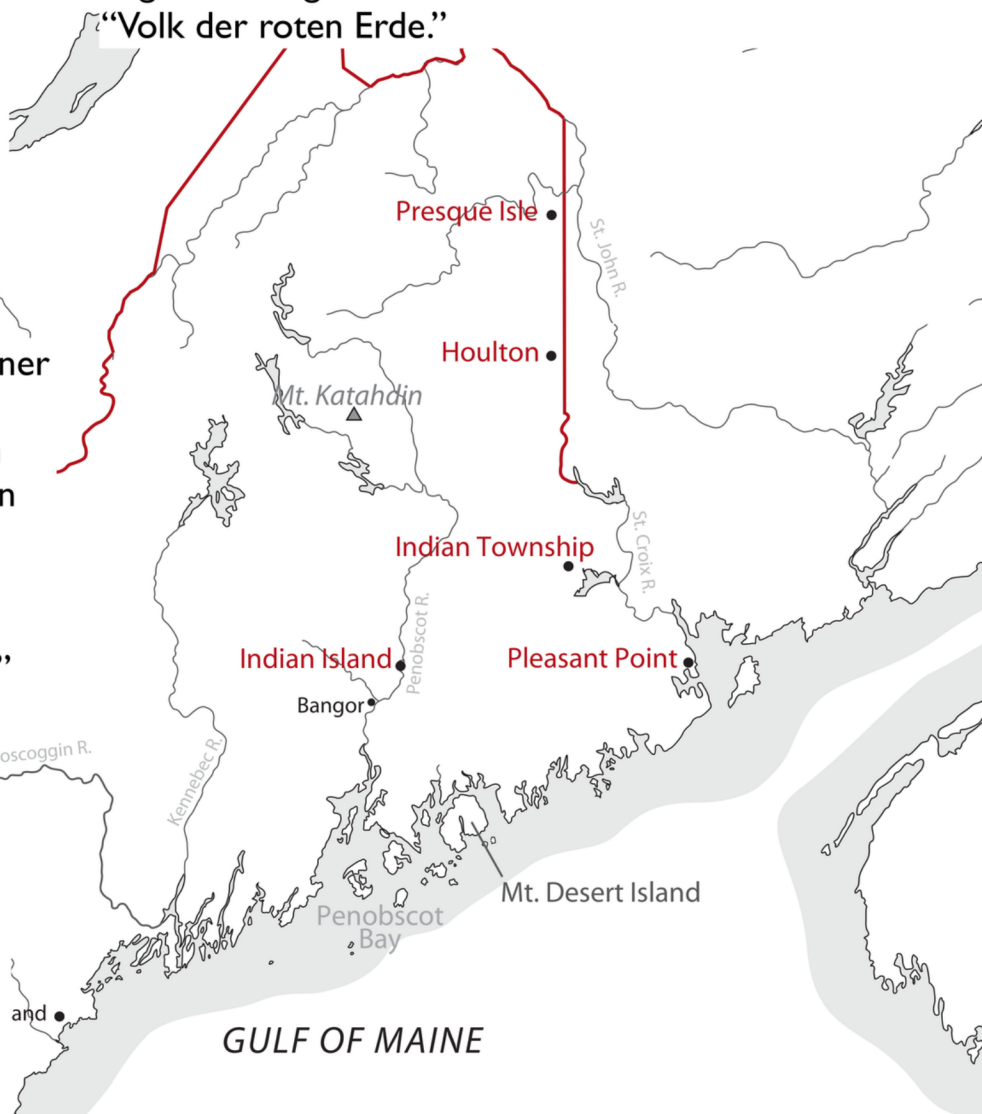 “Volk der roten Erde.”
Presque Isle
St. John R.
Houlton
ner
Mt. Katahdin
n
St. Croix R.
Indian Township
Penobscot R.
”
Indian Island
Pleasant Point
Bangor
oscoggin R.
Kennebec R.
Mt. Desert Island
Penobscot
Bay
and
GULF OF MAINE